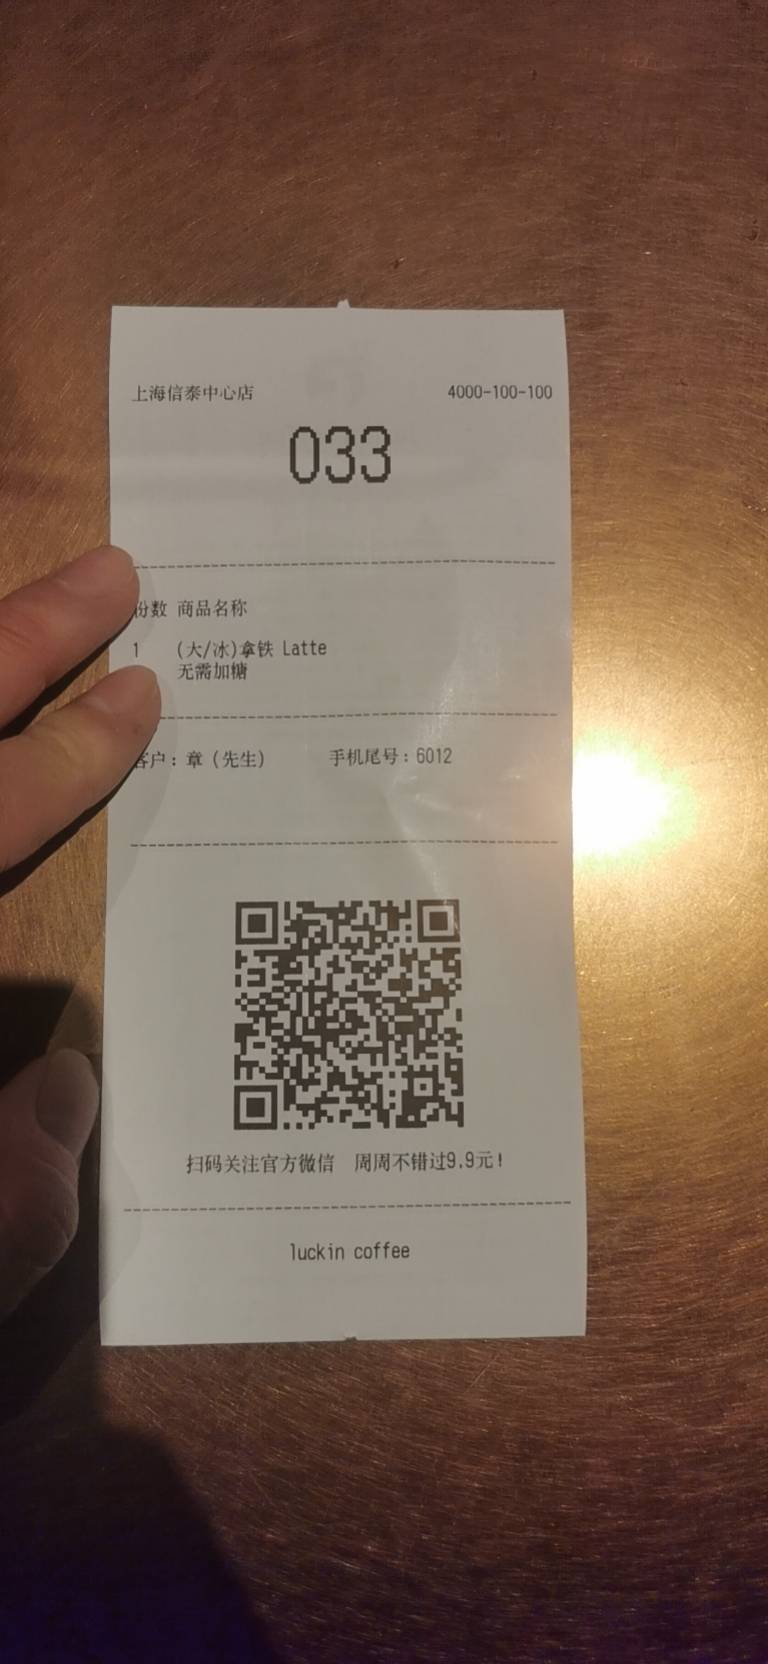 上海信泰中心店 4000-100-100
033
份数 商品名称
1 (大/冰)拿铁 Latte
无需加糖
客户：章（先生） 手机尾号：6012
扫码关注官方微信 周周不错过9.9元！
luckin coffee